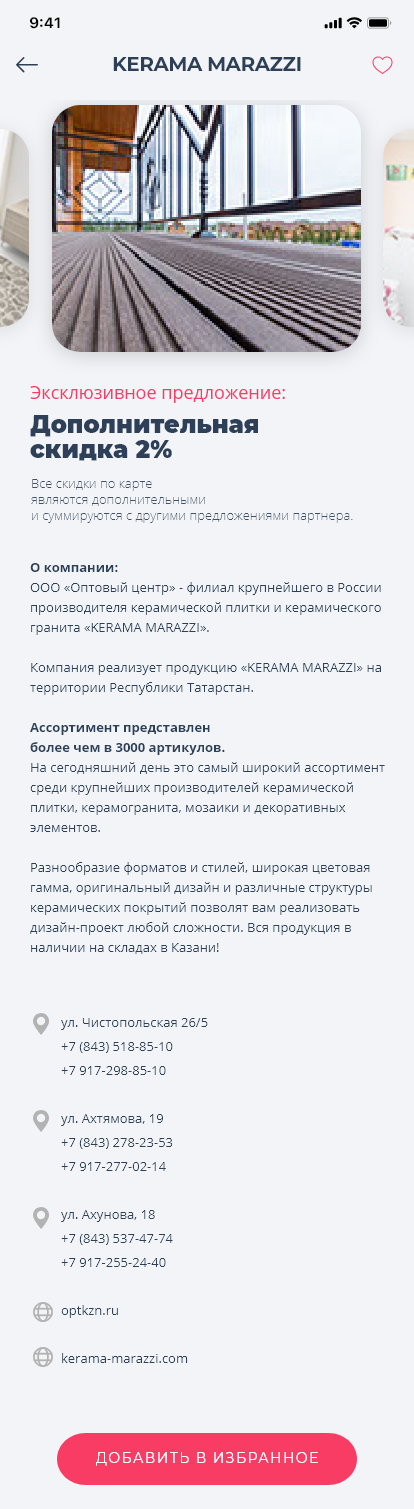 9:41
KERAMA MARAZZI
Эксклюзивное предложение:
Дополнительная
скидка 2%
Все скидки по карте
являются дополнительными
и суммируются с другими предложениями партнера.
О компании:
ООО «Оптовый центр» - филиал крупнейшего в России
производителя керамической плитки и керамического
гранита «KERAMA MARAZZI».
Компания реализует продукцию «KERAMA MARAZZI» на
территории Республики Татарстан.
Ассортимент представлен
более чем в 3000 артикулов.
На сегодняшний день это самый широкий ассортимент
среди крупнейших производителей керамической
плитки, керамогранита, мозаики и декоративных
элементов.
Разнообразие форматов и стилей, широкая цветовая
гамма, оригинальный дизайн и различные структуры
керамических покрытий позволят вам реализовать
дизайн-проект любой сложности. Вся продукция в
наличии на складах в Казани!
ул. Чистопольская 26/5
+7 (843) 518-85-10
+7 917-298-85-10
ул. Ахтямова, 19
+7 (843) 278-23-53
+7 917-277-02-14
ул. Ахунова, 18
+7 (843) 537-47-74
+7 917-255-24-40
optkzn.ru
kerama-marazzi.com
ДОБАВИТЬ В ИЗБРАННОЕ